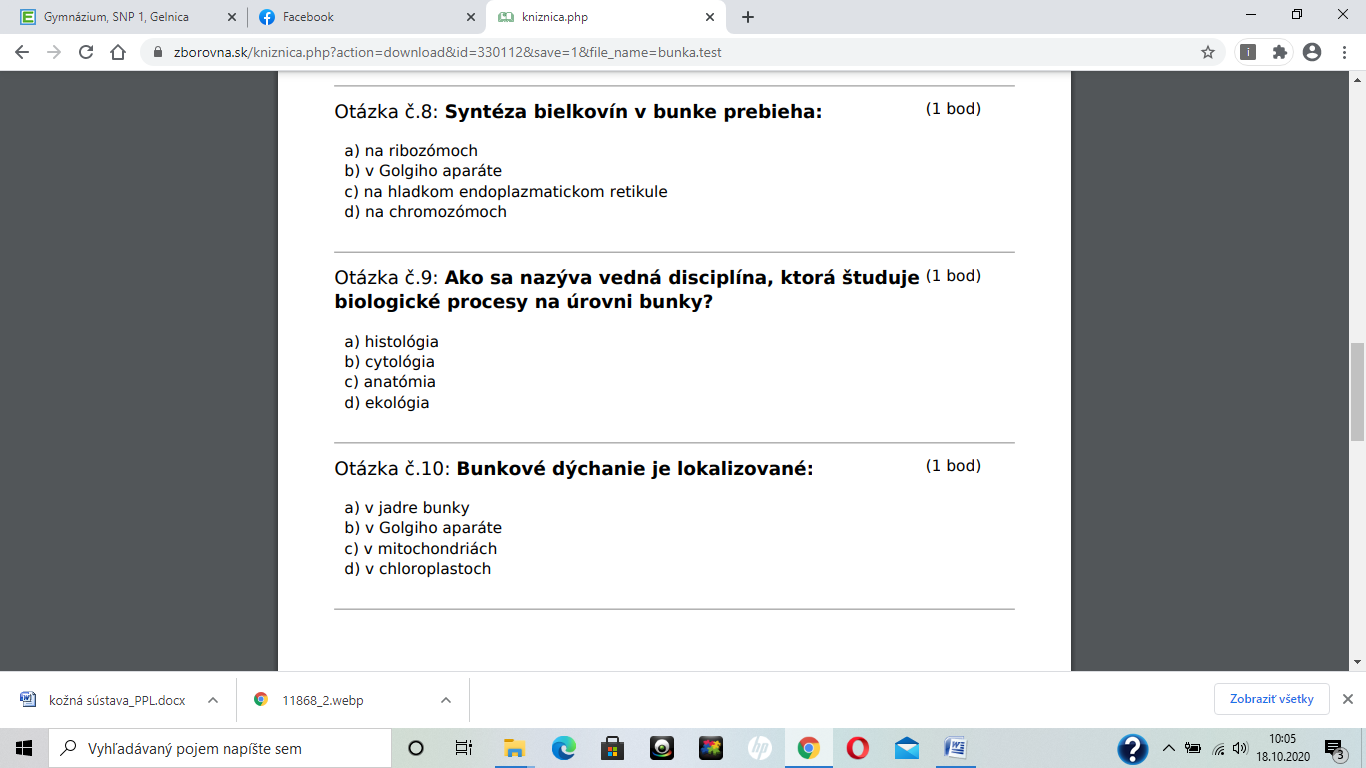 Gymnázium, SNP 1, Gelnica
Facebook
kniznica.php
zborovna.sk/kniznica.php?action=download&id=330112&save=1&file_name=bunka.test
Otázka č.8: Syntéza bielkovín v bunke prebieha: (1 bod)
a) na ribozómoch
b) v Golgiho aparáte
c) na hladkom endoplazmatickom retikule
d) na chromozómoch
Otázka č.9: Ako sa nazýva vedná disciplína, ktorá študuje (1 bod)
biologické procesy na úrovni bunky?
a) histológia
b) cytológia
c) anatómia
d) ekológia
Otázka č.10: Bunkové dýchanie je lokalizované: (1 bod)
a) v jadre bunky
b) v Golgiho aparáte
c) v mitochondriách
d) v chloroplastoch
kožná sústava_PPL.docx
11868_2.webp
Zobraziť všetky
Vyhľadávaný pojem napíšte sem
10:05
18.10.2020
3